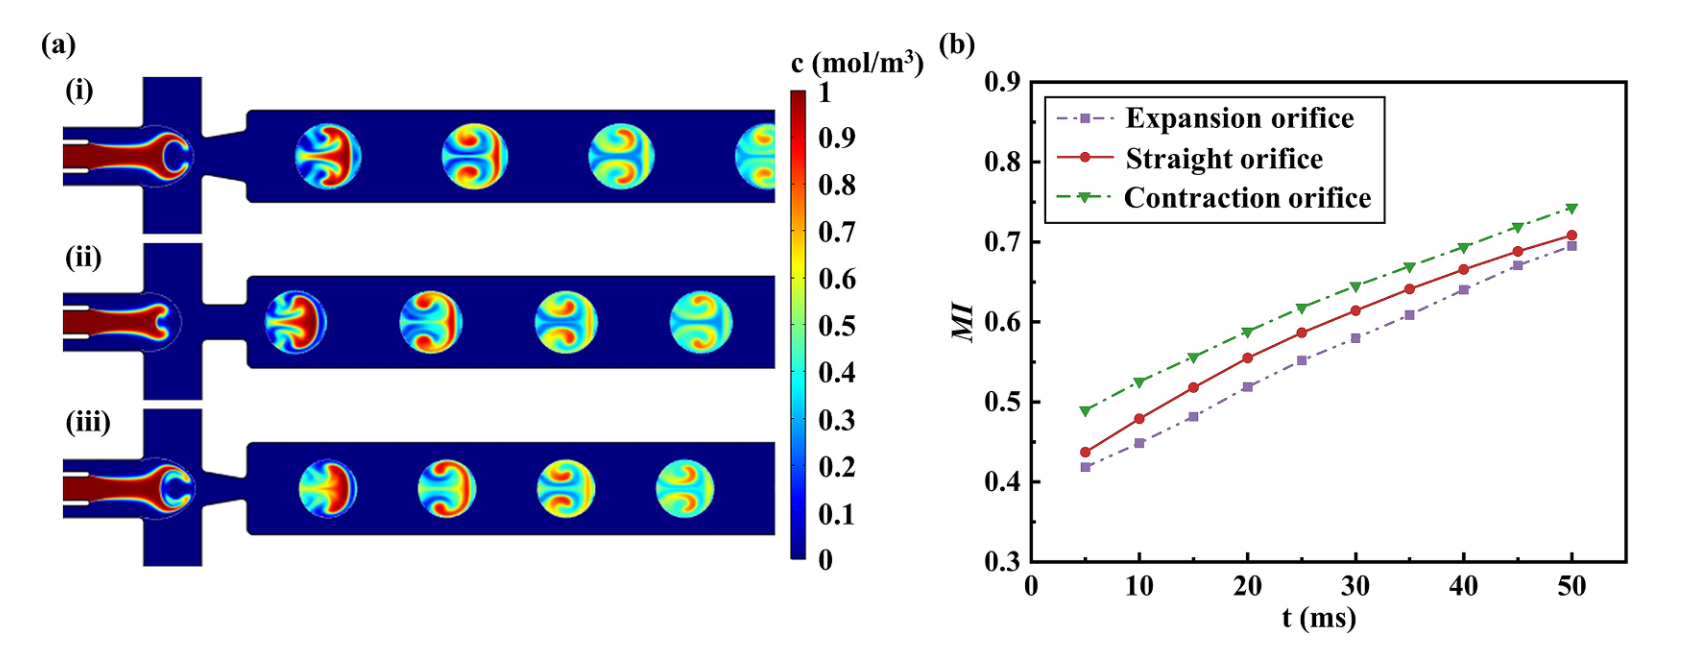 (a)
(i)
(ii)
(iii)
c (mol/m³)
1
0.9
0.8
0.7
0.6
0.5
0.4
0.3
0.2
0.1
0
(b)
Expansion orifice
Straight orifice
Contraction orifice
MI
0.9
0.8
0.7
0.6
0.5
0.4
0.3
0 10 20 30 40 50
t (ms)